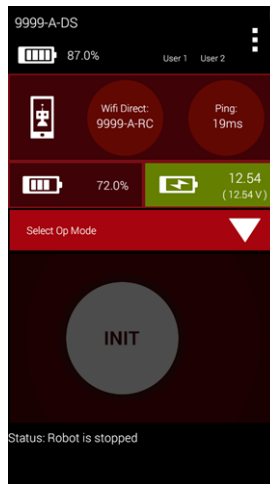 9999-A-DS
87.0%
User 1 User 2
Wifi Direct:
9999-A-RC
Ping:
19ms
72.0%
12.54
( 12.54 V )
Select Op Mode
INIT
Status: Robot is stopped